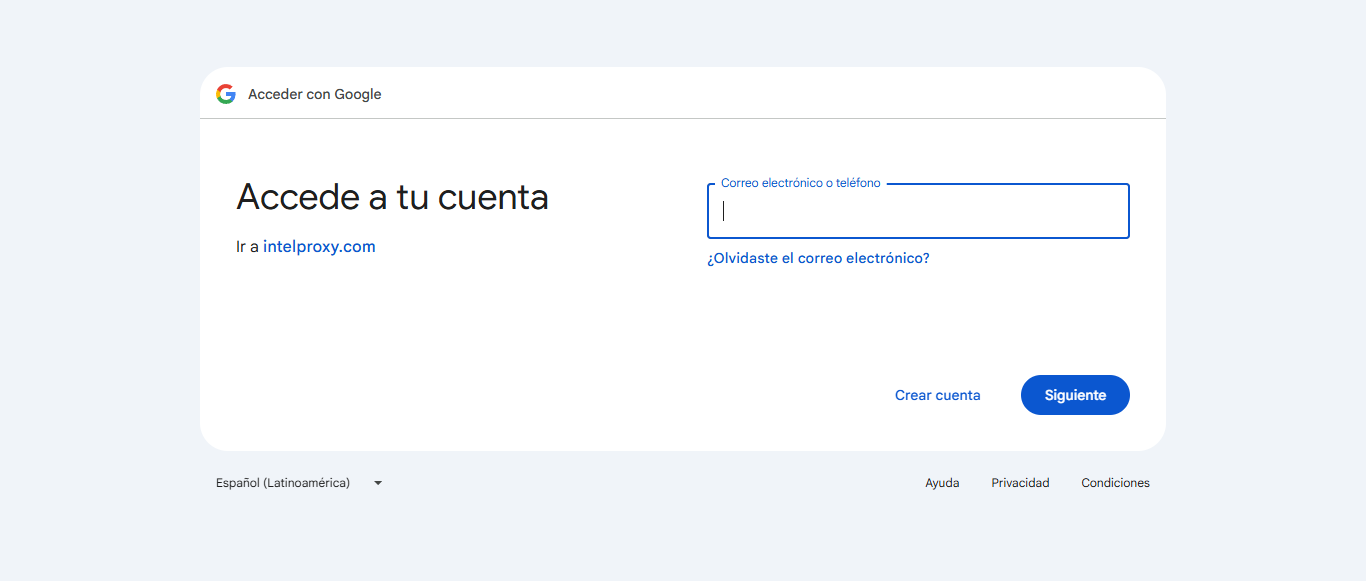 Acceder con Google
Accede a tu cuenta
Ir a intelproxy.com
Correo electrónico o teléfono
¿Olvidaste el correo electrónico?
Crear cuenta
Siguiente
Español (Latinoamérica)
Ayuda
Privacidad
Condiciones